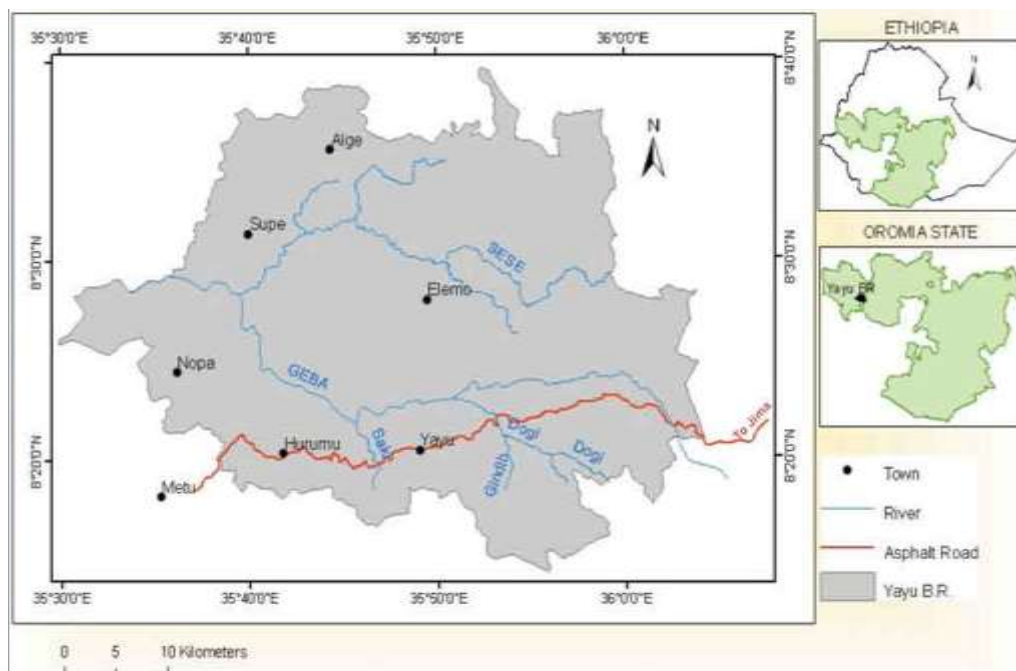 35°30'0"E 35°40'0"E 35°50'0"E 36°0'0"E
8°40'0"N
N
Alge
Supe
SESE
8°30'0"N 8°30'0"N
Elemo
Nopa
GEBA
To Jima
Saki
Hurumu
Yayu
Dogi
Dogi
Gindib
8°20'0"N 8°20'0"N
Metu
35°30'0"E 35°40'0"E 35°50'0"E 36°0'0"E
0 5 10 Kilometers
ETHIOPIA
N
OROMIA STATE
Yayu BR
Town
River
Asphalt Road
Yayu B.R.